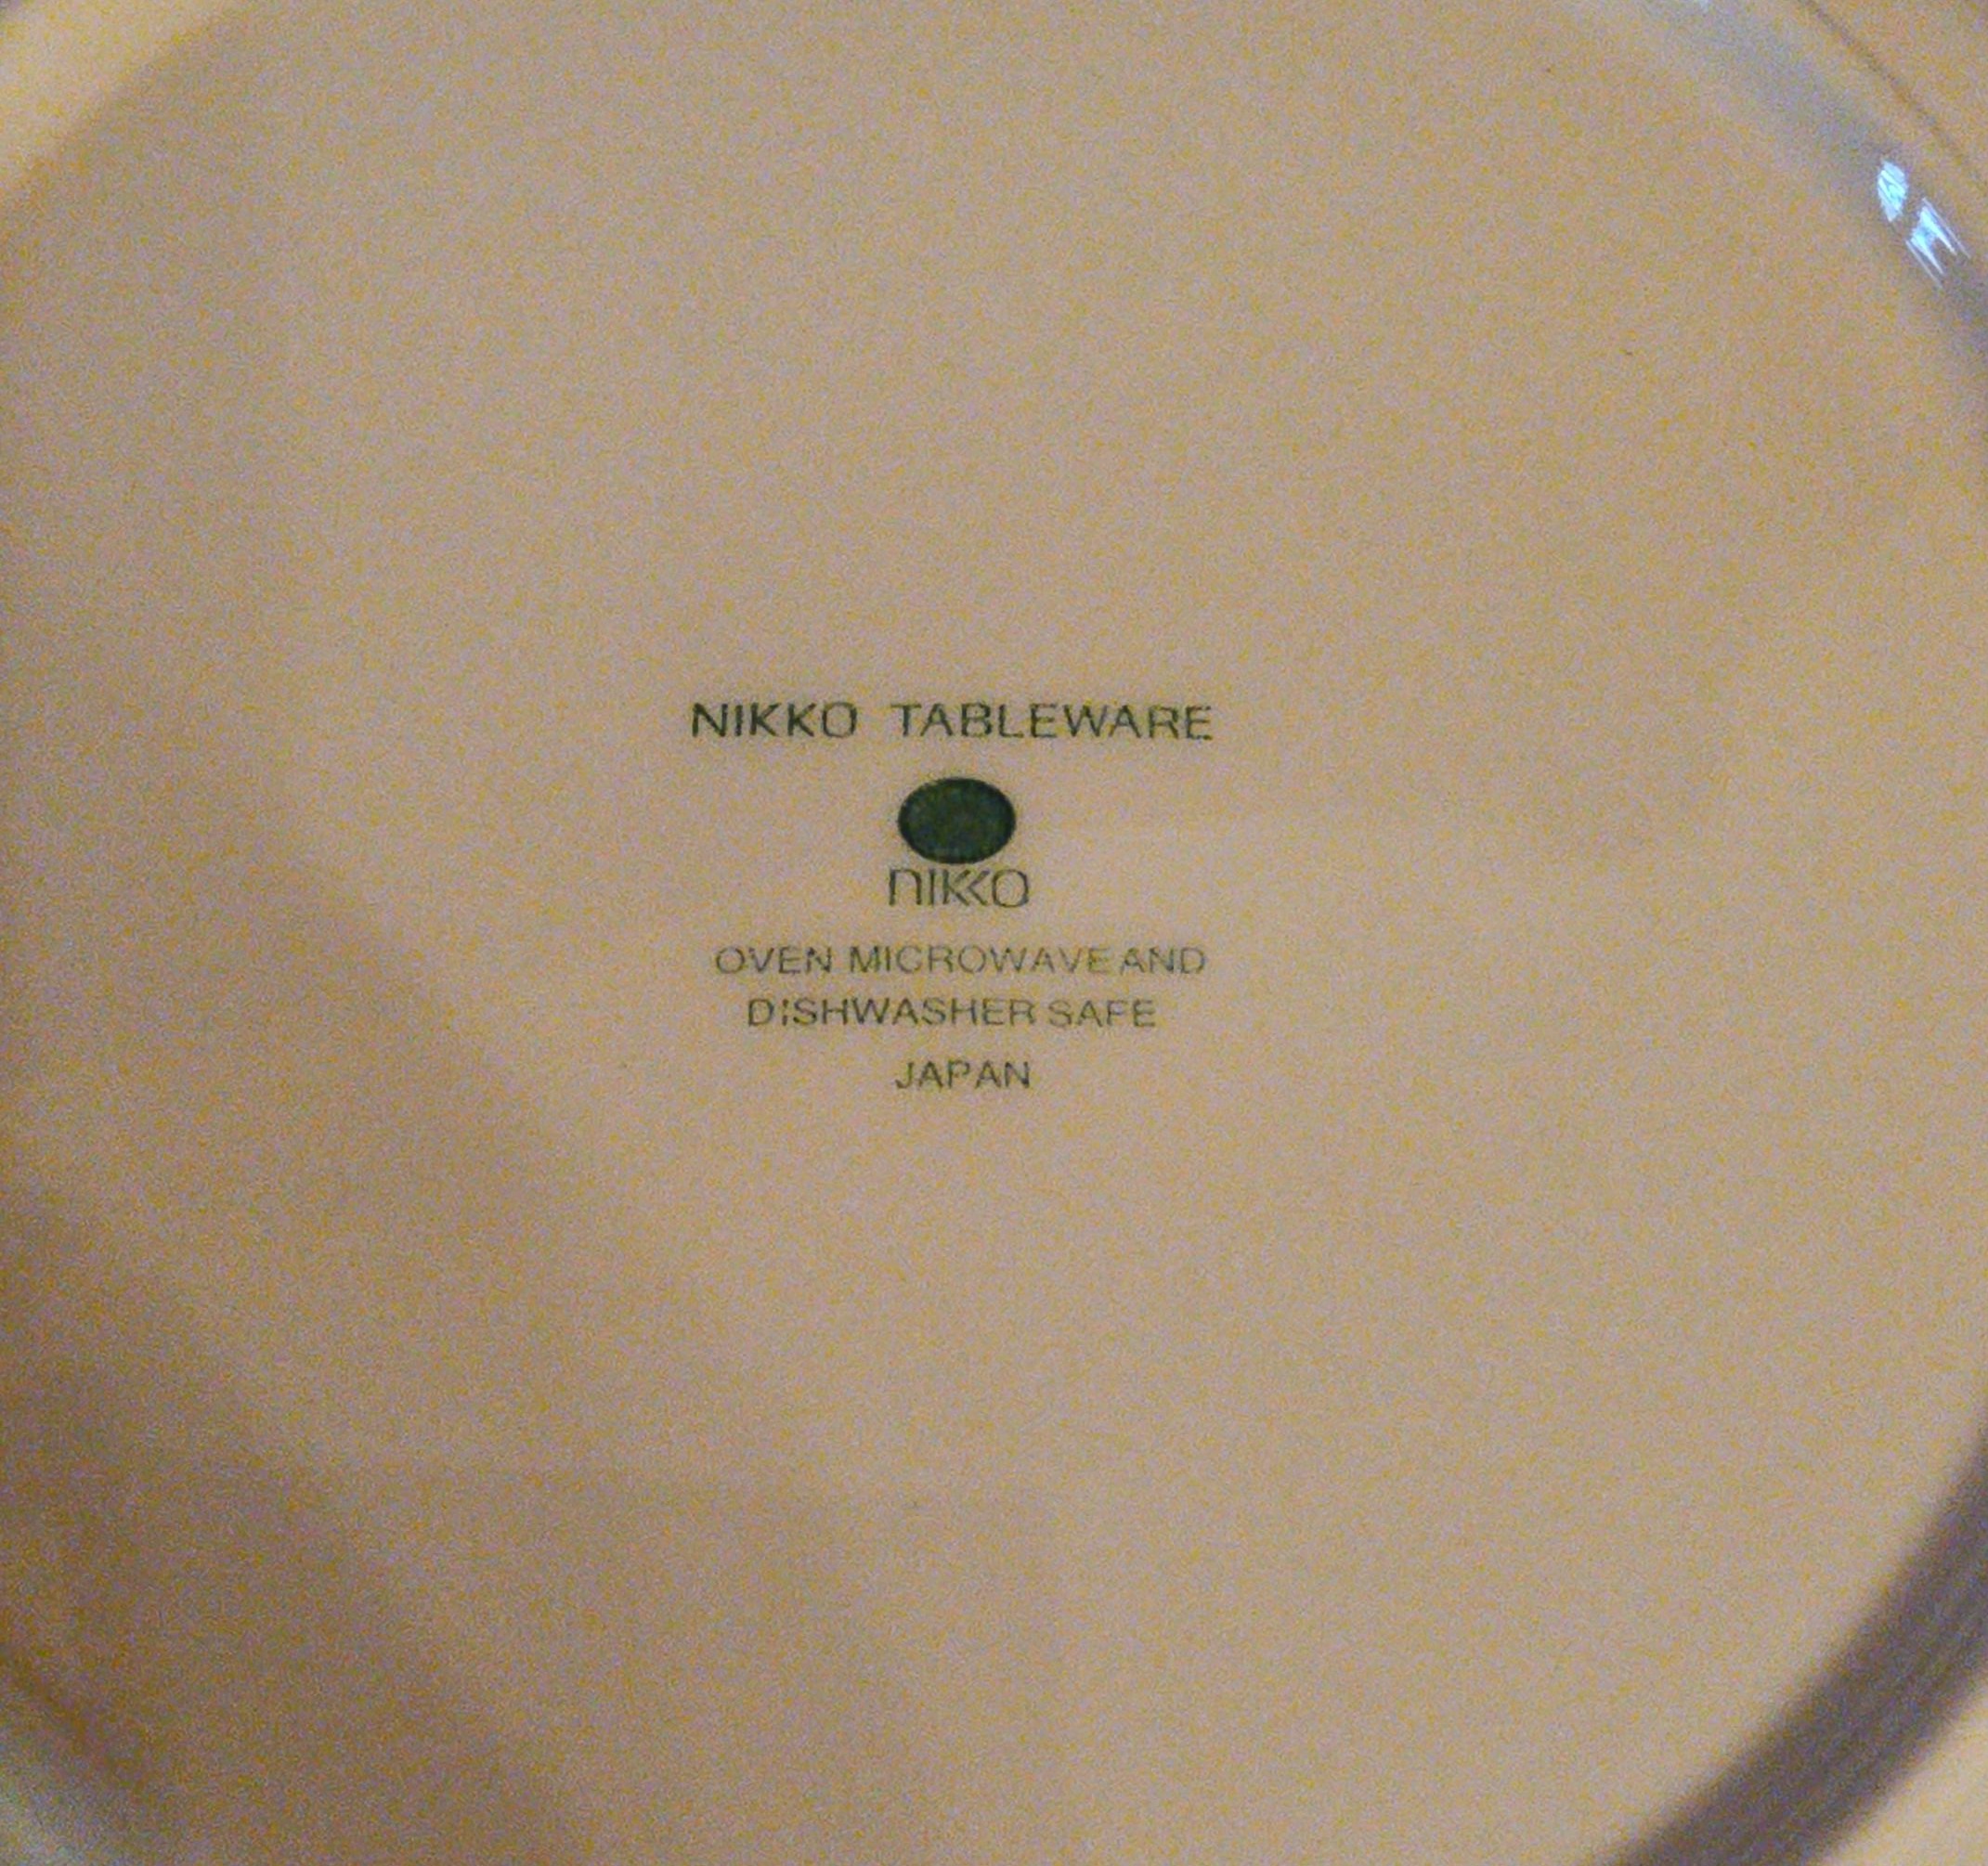 NIKKO TABLEWARE
nikko
OVEN MICROWAVE AND
DISHWASHER SAFE
JAPAN